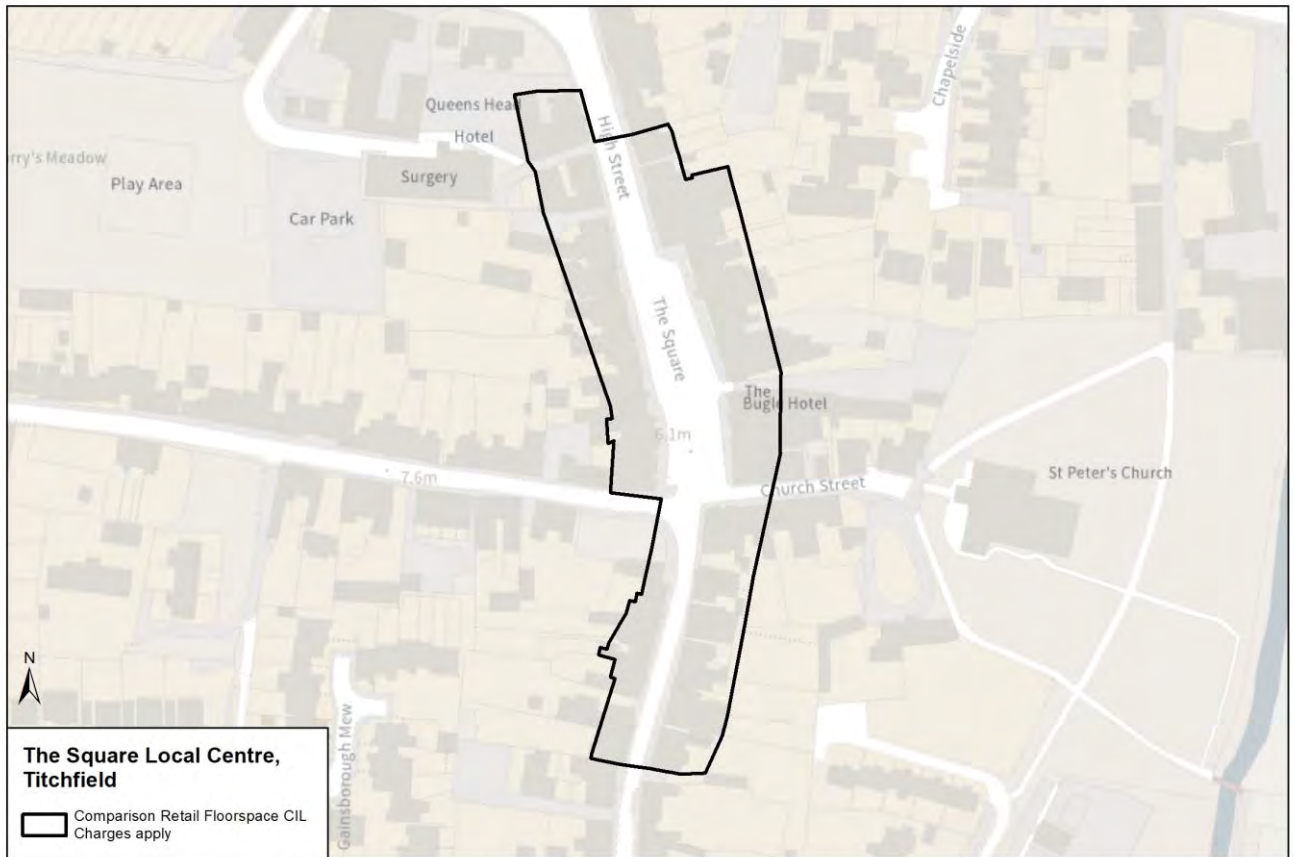 Chapelside
Queens Head
Hotel
High Street
rry's Meadow
Play Area
Surgery
Car Park
The Square
The
Bugle Hotel
6.1m
7.6m
Church Street
St Peter's Church
N
Gainsborough Mew
The Square Local Centre,
Titchfield
Comparison Retail Floorspace CIL
Charges apply